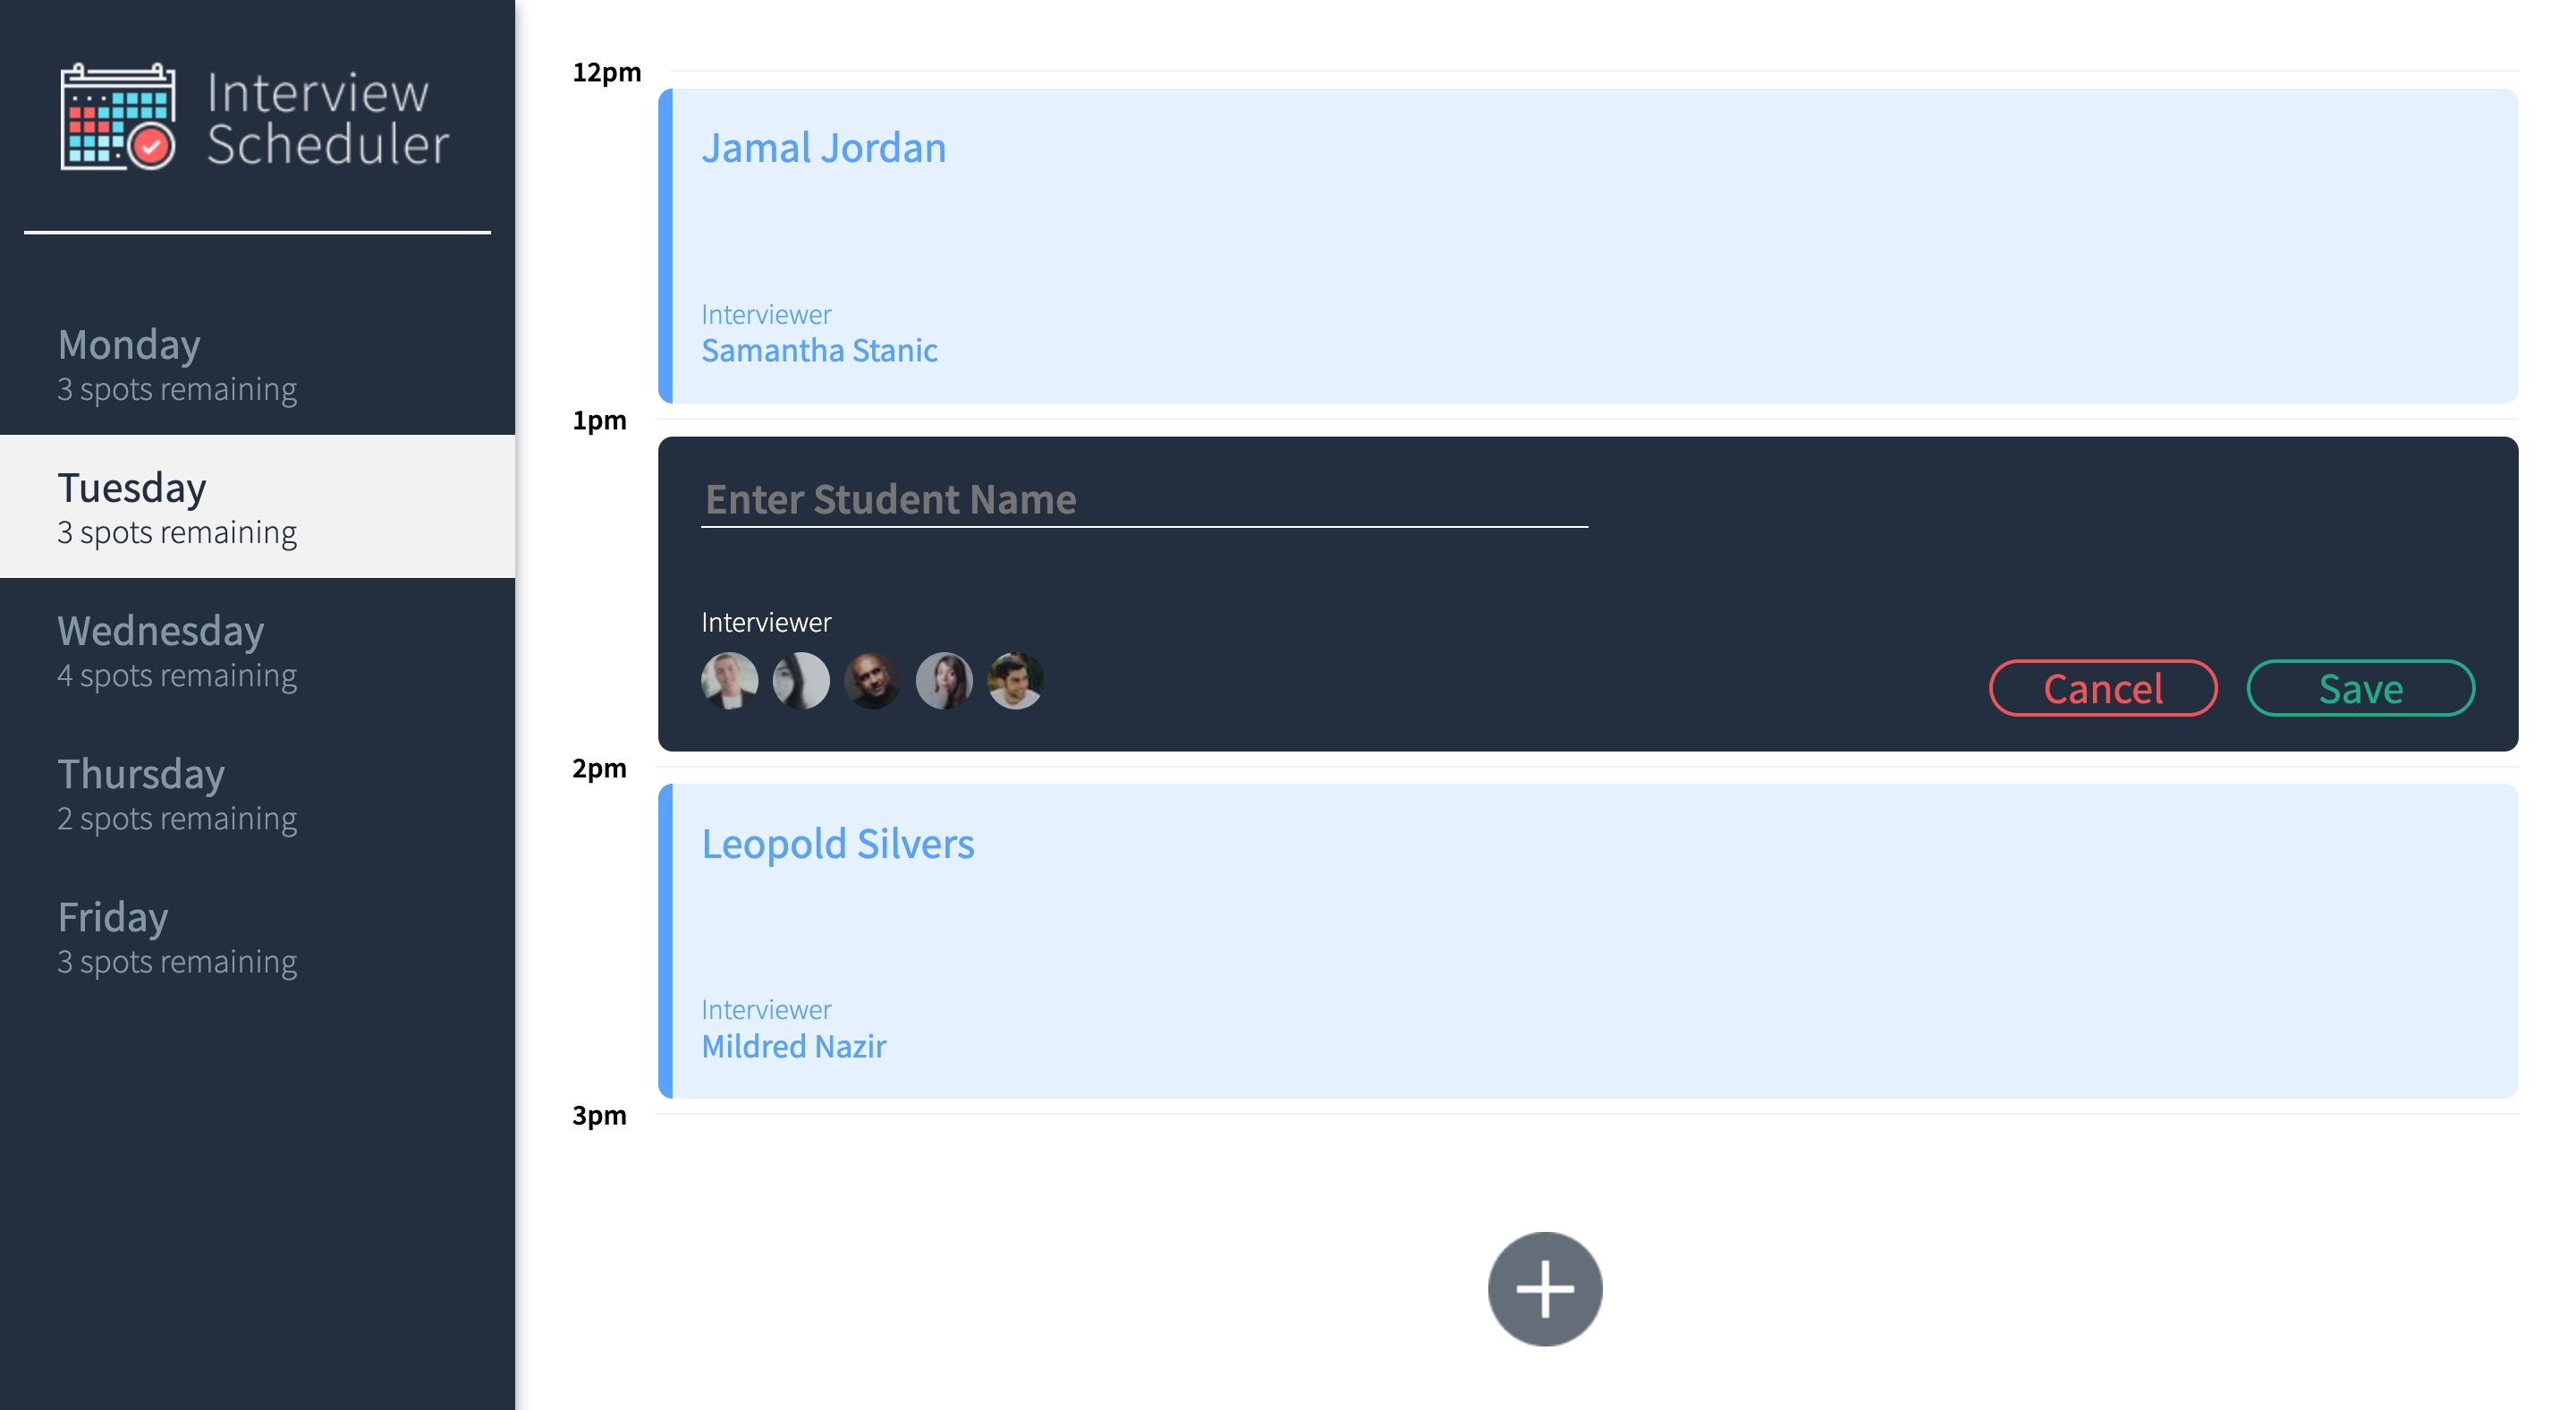 Interview
Scheduler
Monday
3 spots remaining
Tuesday
3 spots remaining
Wednesday
4 spots remaining
Thursday
2 spots remaining
Friday
3 spots remaining
12pm
Jamal Jordan
Interviewer
Samantha Stanic
1pm
Enter Student Name
Interviewer
Cancel
Save
2pm
Leopold Silvers
Interviewer
Mildred Nazir
3pm